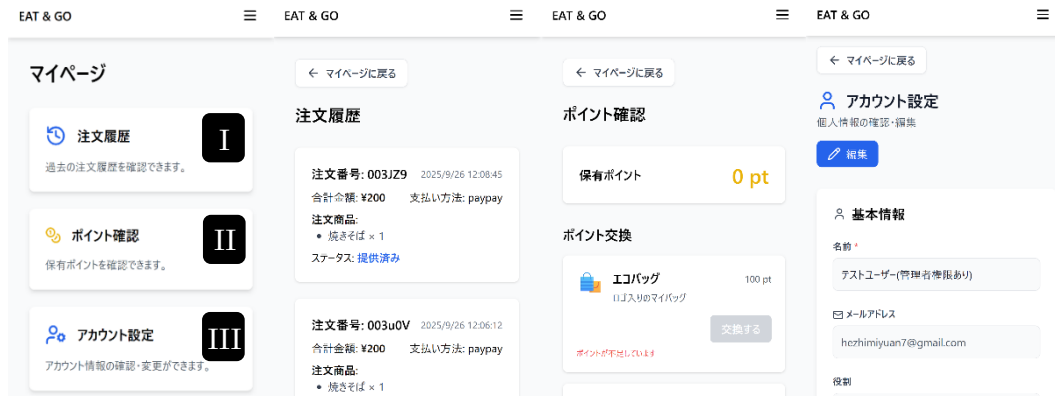 EAT & GO
マイページ
注文履歴
I
過去の注文履歴を確認できます。
ポイント確認
II
保有ポイントを確認できます。
アカウント設定
III
アカウント情報の確認・変更ができます。
EAT & GO
← マイページに戻る
注文履歴
注文番号: 003JZ9 2025/9/26 12:08:45
合計金額: ¥200 支払い方法: paypay
注文商品:
• 焼きそば × 1
ステータス: 提供済み
注文番号: 003u0V 2025/9/26 12:06:12
合計金額: ¥200 支払い方法: paypay
注文商品:
• 焼きそば × 1
EAT & GO
← マイページに戻る
ポイント確認
保有ポイント 0 pt
ポイント交換
エコバッグ 100 pt
ロゴ入りのマイバッグ
交換する
ポイントが不足しています
EAT & GO
← マイページに戻る
アカウント設定
個人情報の確認・編集
編集
基本情報
名前 *
テストユーザー(管理者権限あり)
メールアドレス
hezhimiyuan7@gmail.com
役割